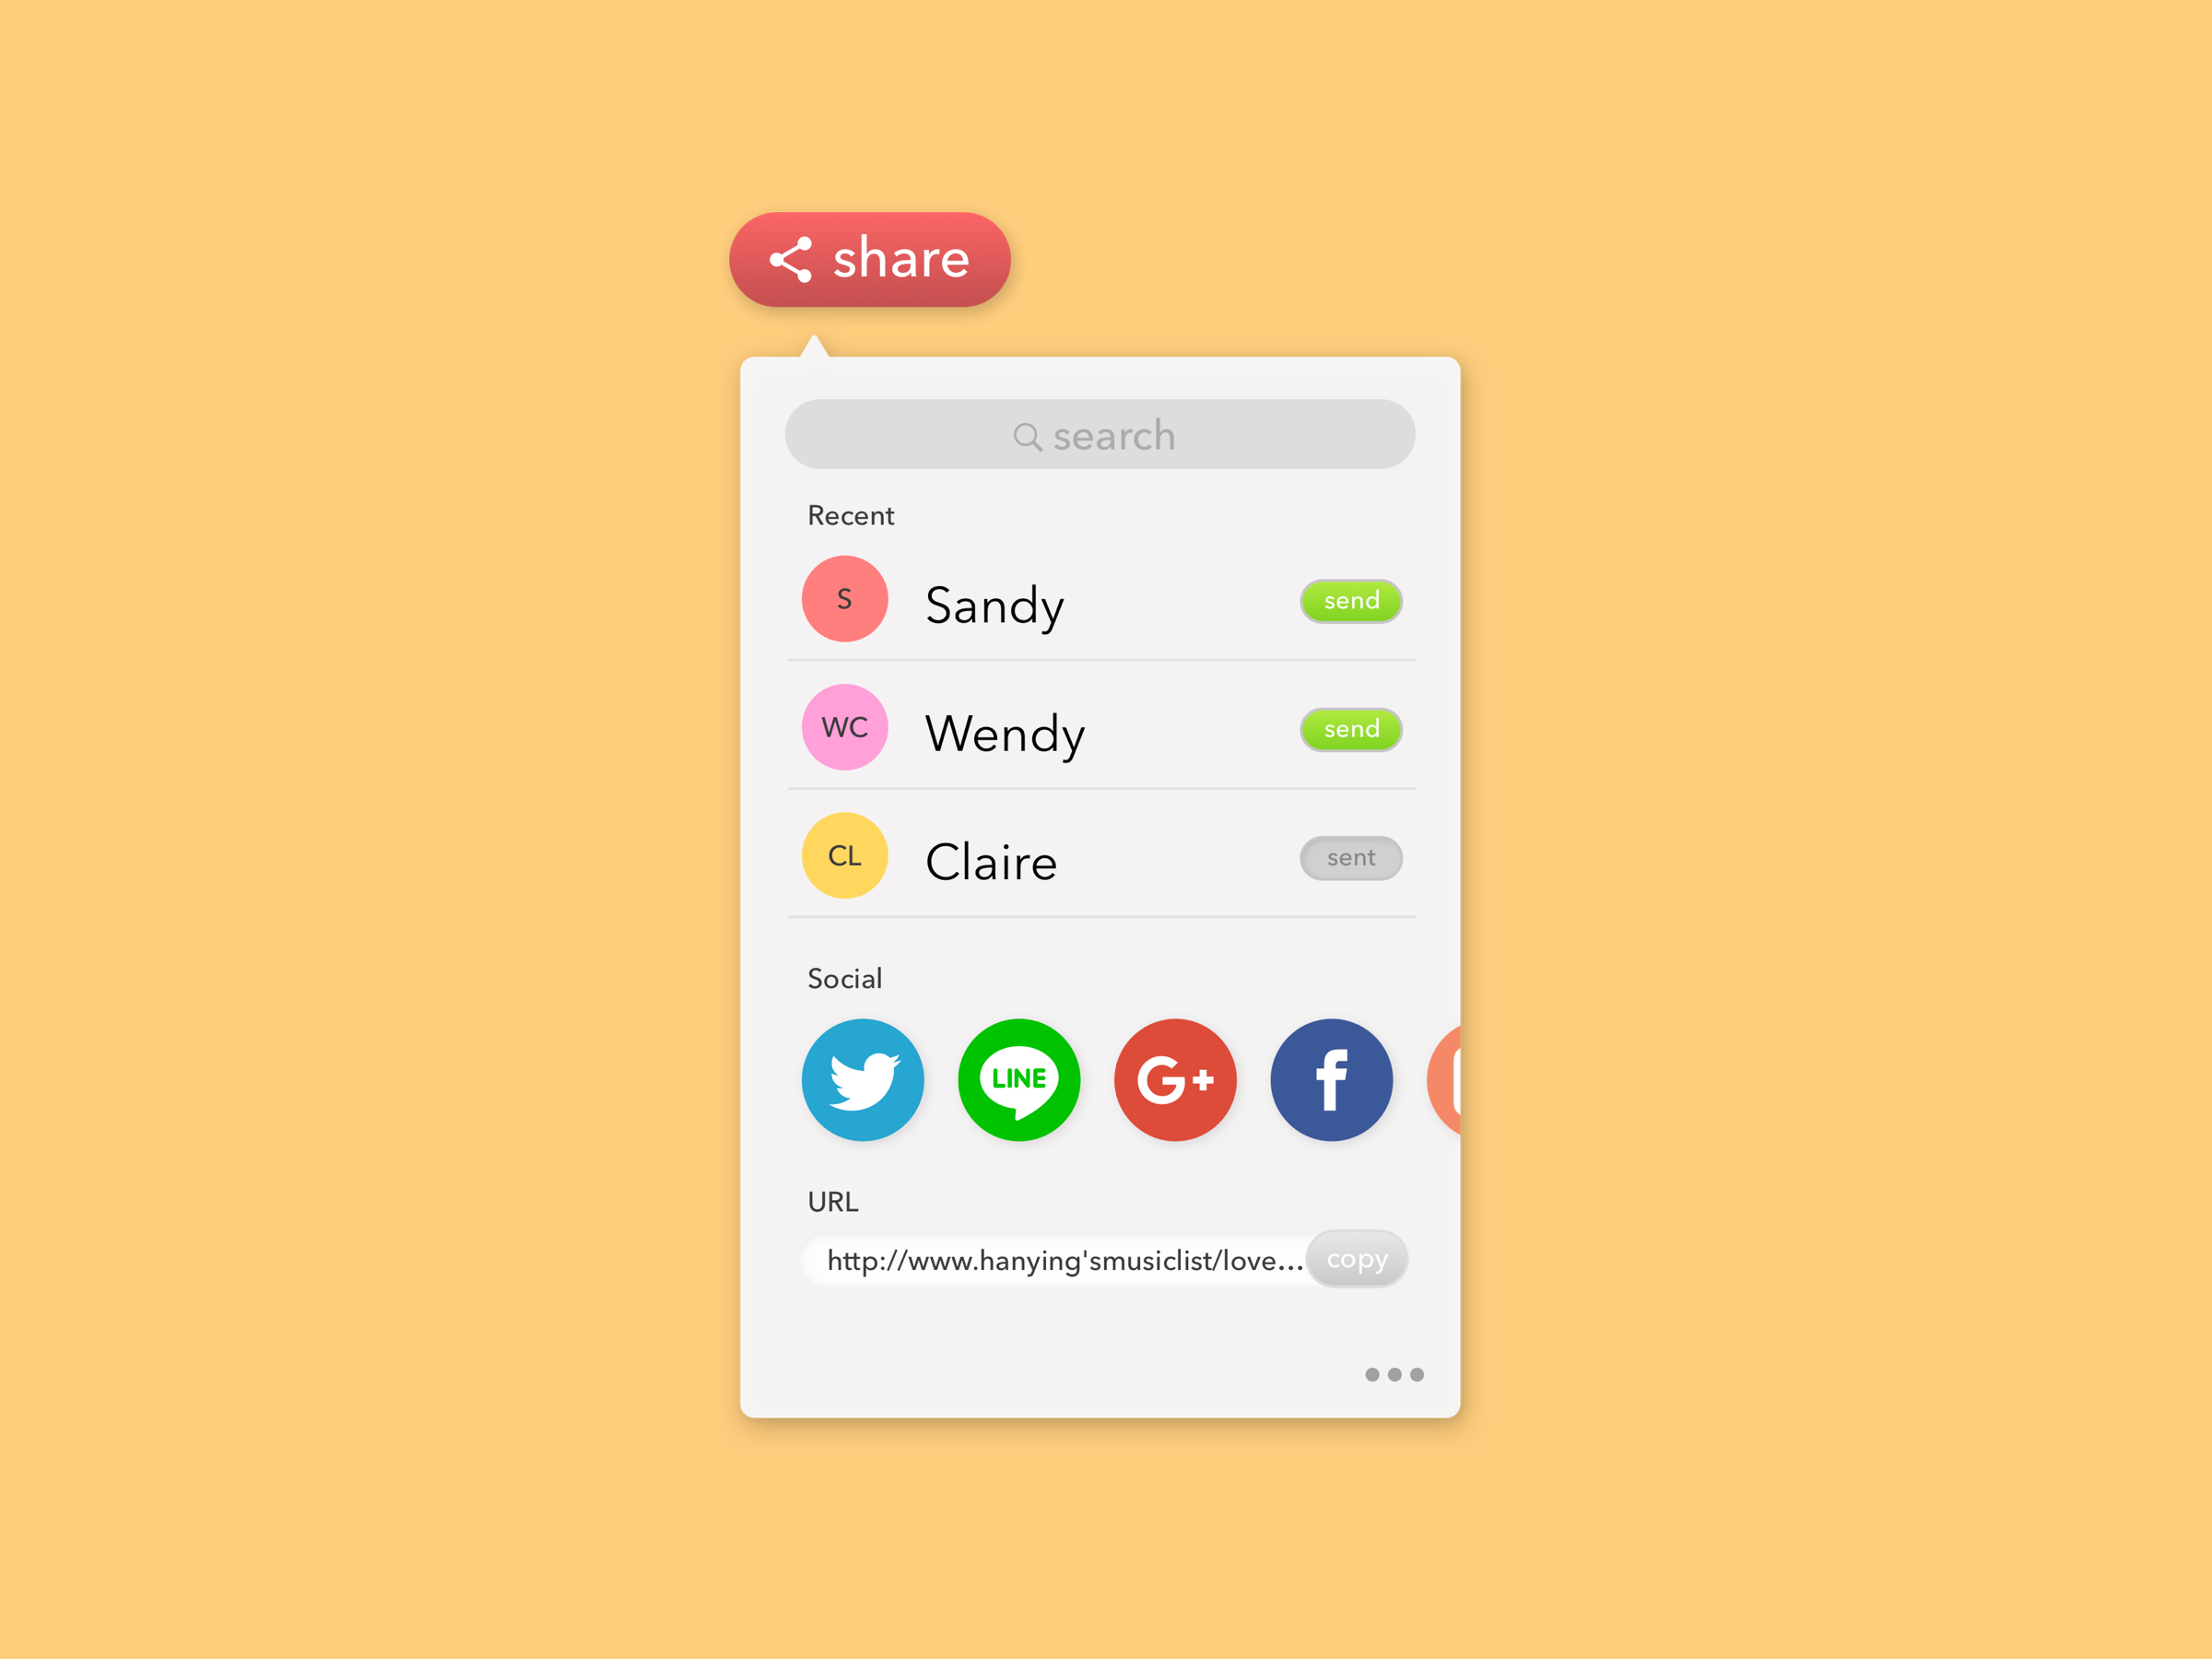 share
search
Recent
S Sandy send
WC Wendy send
CL Claire sent
Social
LINE G+ f
URL
http://www.hanying'smusiclist/love... copy